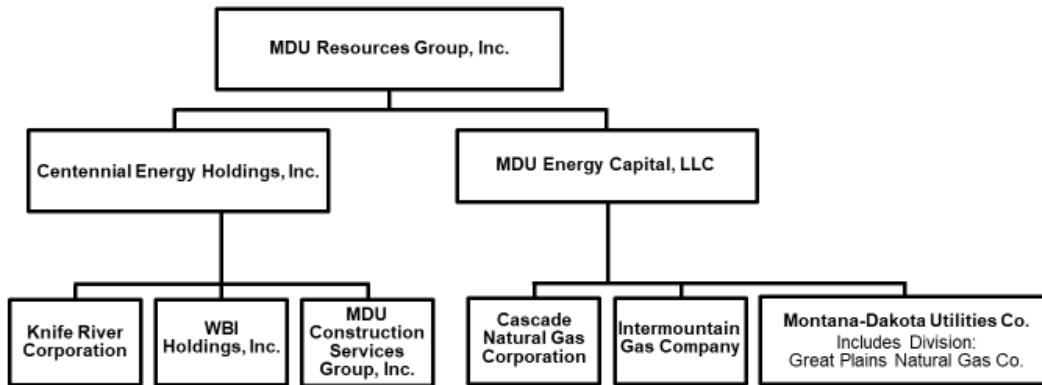 MDU Resources Group, Inc.
Centennial Energy Holdings, Inc.
MDU Energy Capital, LLC
Knife River
Corporation
WBI
Holdings, Inc.
MDU
Construction
Services
Group, Inc.
Cascade
Natural Gas
Corporation
Intermountain
Gas Company
Montana-Dakota Utilities Co.
Includes Division:
Great Plains Natural Gas Co.